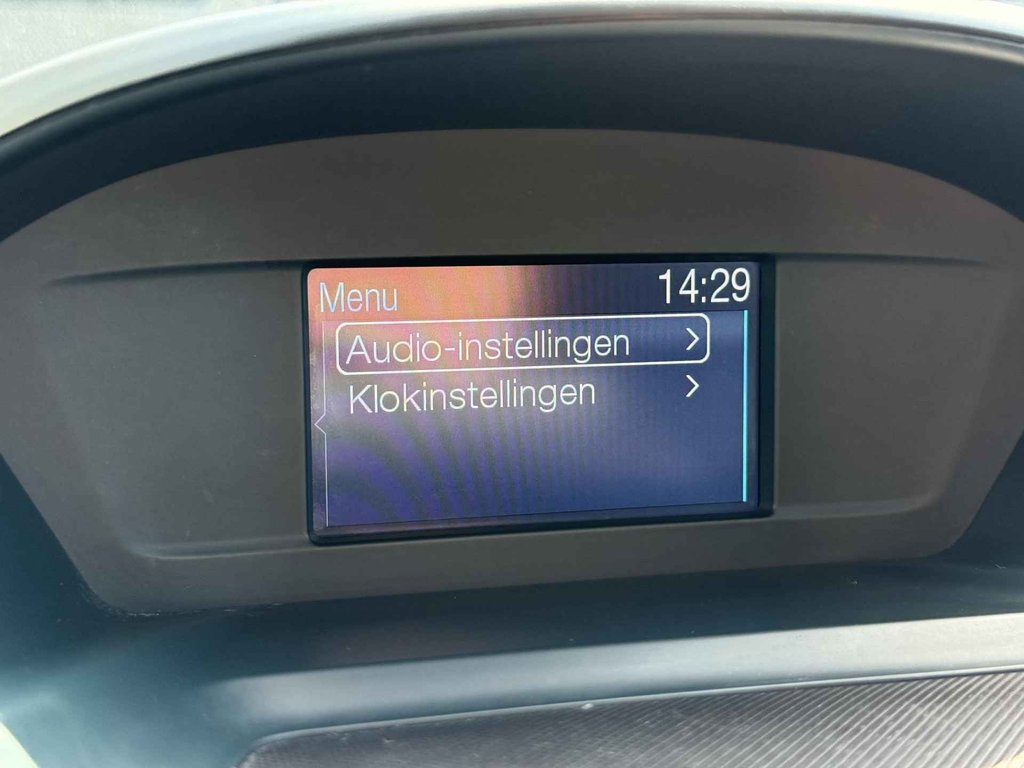 Menu 14:29
Audio-instellingen >
Klokinstellingen >